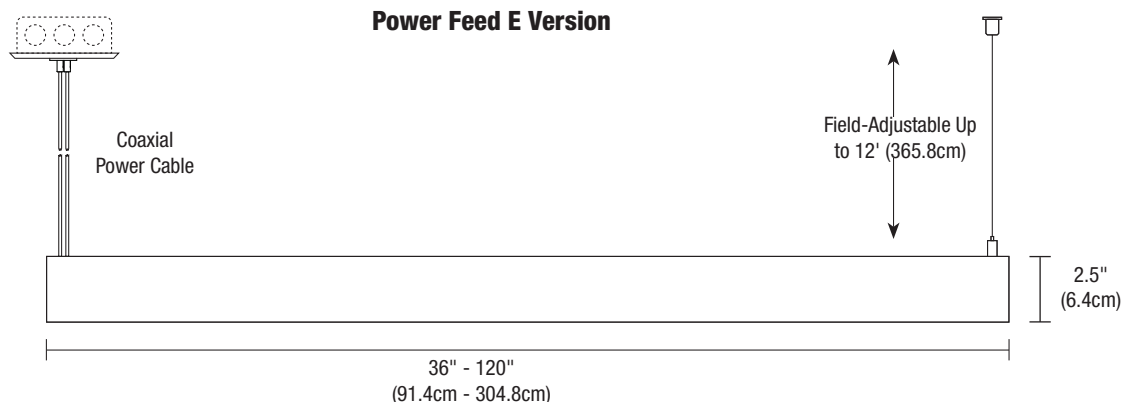 Power Feed E Version
Coaxial
Power Cable
Field-Adjustable Up
to 12' (365.8cm)
2.5"
(6.4cm)
36" - 120"
(91.4cm - 304.8cm)